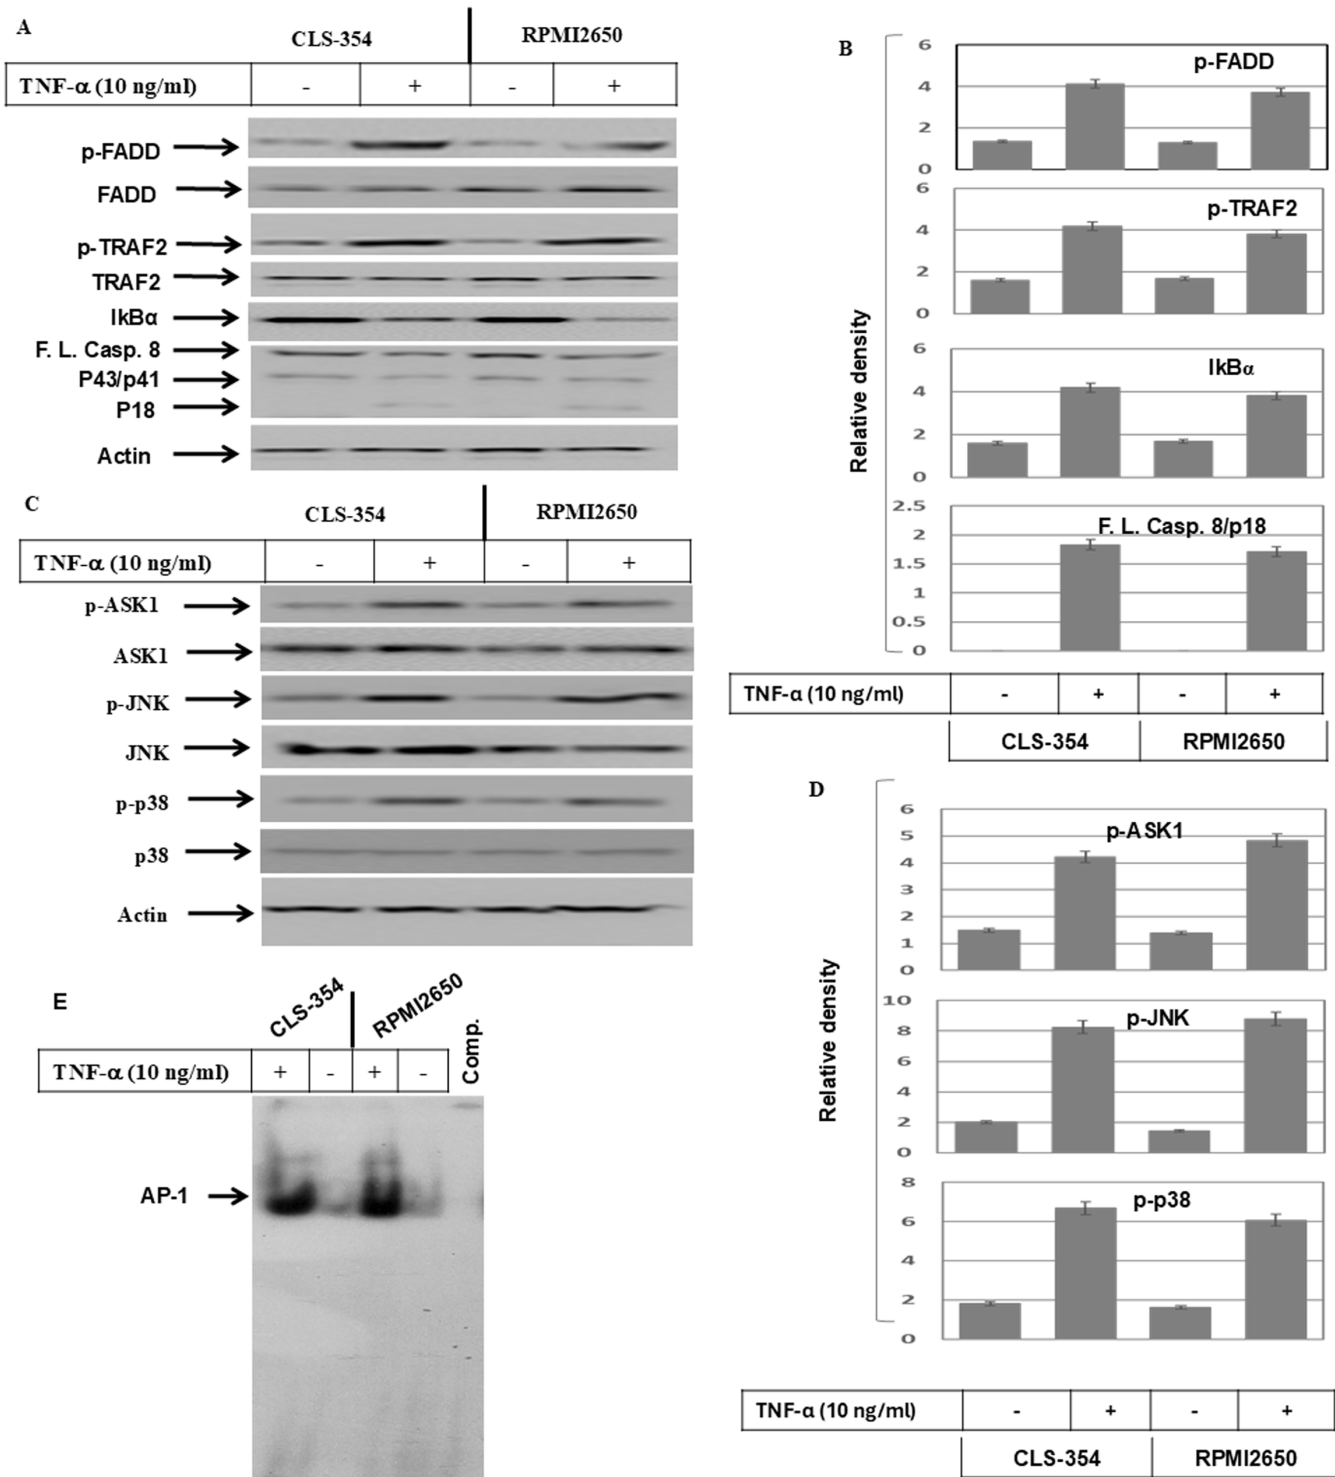 A
CLS-354 RPMI2650
TNF-α (10 ng/ml) - + - +
p-FADD
FADD
p-TRAF2
TRAF2
IkBα
F. L. Casp. 8
P43/p41
P18
Actin
B
Relative density
6
4
2
0
p-FADD
6
4
2
0
p-TRAF2
6
4
2
0
IkBα
2.5
2
1.5
1
0.5
0
F. L. Casp. 8/p18
TNF-α (10 ng/ml) - + - +
CLS-354 RPMI2650
C
CLS-354 RPMI2650
TNF-α (10 ng/ml) - + - +
p-ASK1
ASK1
p-JNK
JNK
p-p38
p38
Actin
D
Relative density
6
5
4
3
2
1
0
p-ASK1
10
8
6
4
2
0
p-JNK
8
6
4
2
0
p-p38
TNF-α (10 ng/ml) - + - +
CLS-354 RPMI2650
E
CLS-354 RPMI2650 Comp.
TNF-α (10 ng/ml) + - + -
AP-1